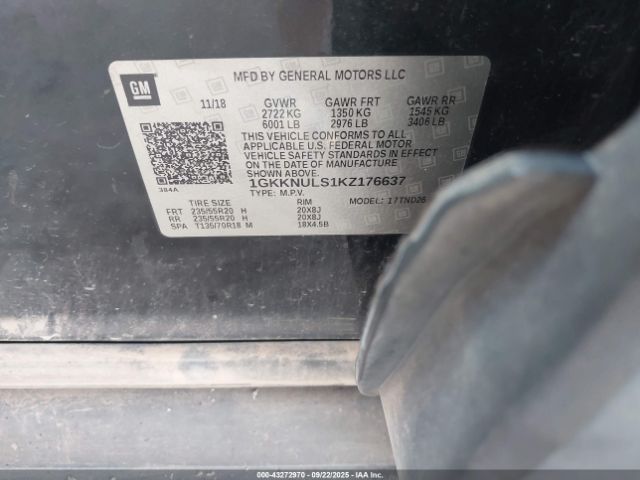 GM
MFD BY GENERAL MOTORS LLC
11/18 GVWR GAWR FRT GAWR RR
2722 KG 1350 KG 1545 KG
6001 LB 2976 LB 3406 LB
THIS VEHICLE CONFORMS TO ALL
APPLICABLE U.S. FEDERAL MOTOR
VEHICLE SAFETY STANDARDS IN
EFFECT ON THE DATE OF MANUFACTURE
SHOWN ABOVE.
1GKKNULS1KZ176637
TYPE: M.P.V. MODEL: 17TND26
384A
TIRE SIZE RIM
FRT 235/55R20 H 20X8J
RR 235/55R20 H 20X8J
SPA T135/70R18 M 18X4.5B
000-43272970 - 09/22/2025 - IAAI.COM